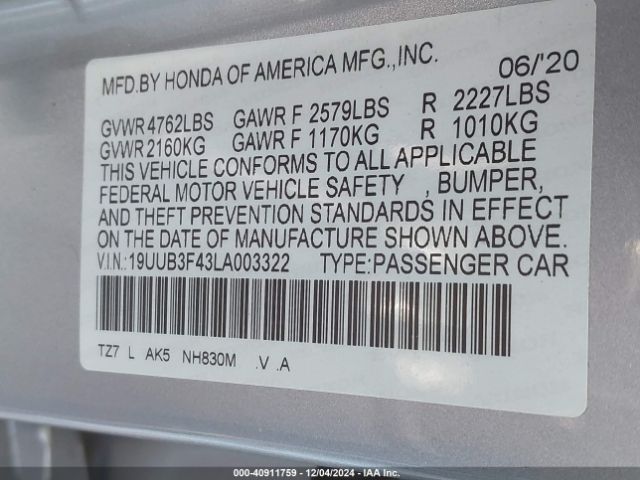 MFD.BY HONDA OF AMERICA MFG.,INC. 06/'20
GVWR 4762LBS GAWR F 2579LBS R 2227LBS
GVWR 2160KG GAWR F 1170KG R 1010KG
THIS VEHICLE CONFORMS TO ALL APPLICABLE
FEDERAL MOTOR VEHICLE SAFETY , BUMPER,
AND THEFT PREVENTION STANDARDS IN EFFECT
ON THE DATE OF MANUFACTURE SHOWN ABOVE.
V.I.N.:19UUB3F43LA003322 TYPE:PASSENGER CAR
TZ7 L AK5 NH830M .V .A
000-40911759 - 12/04/2024 - IAA Inc.